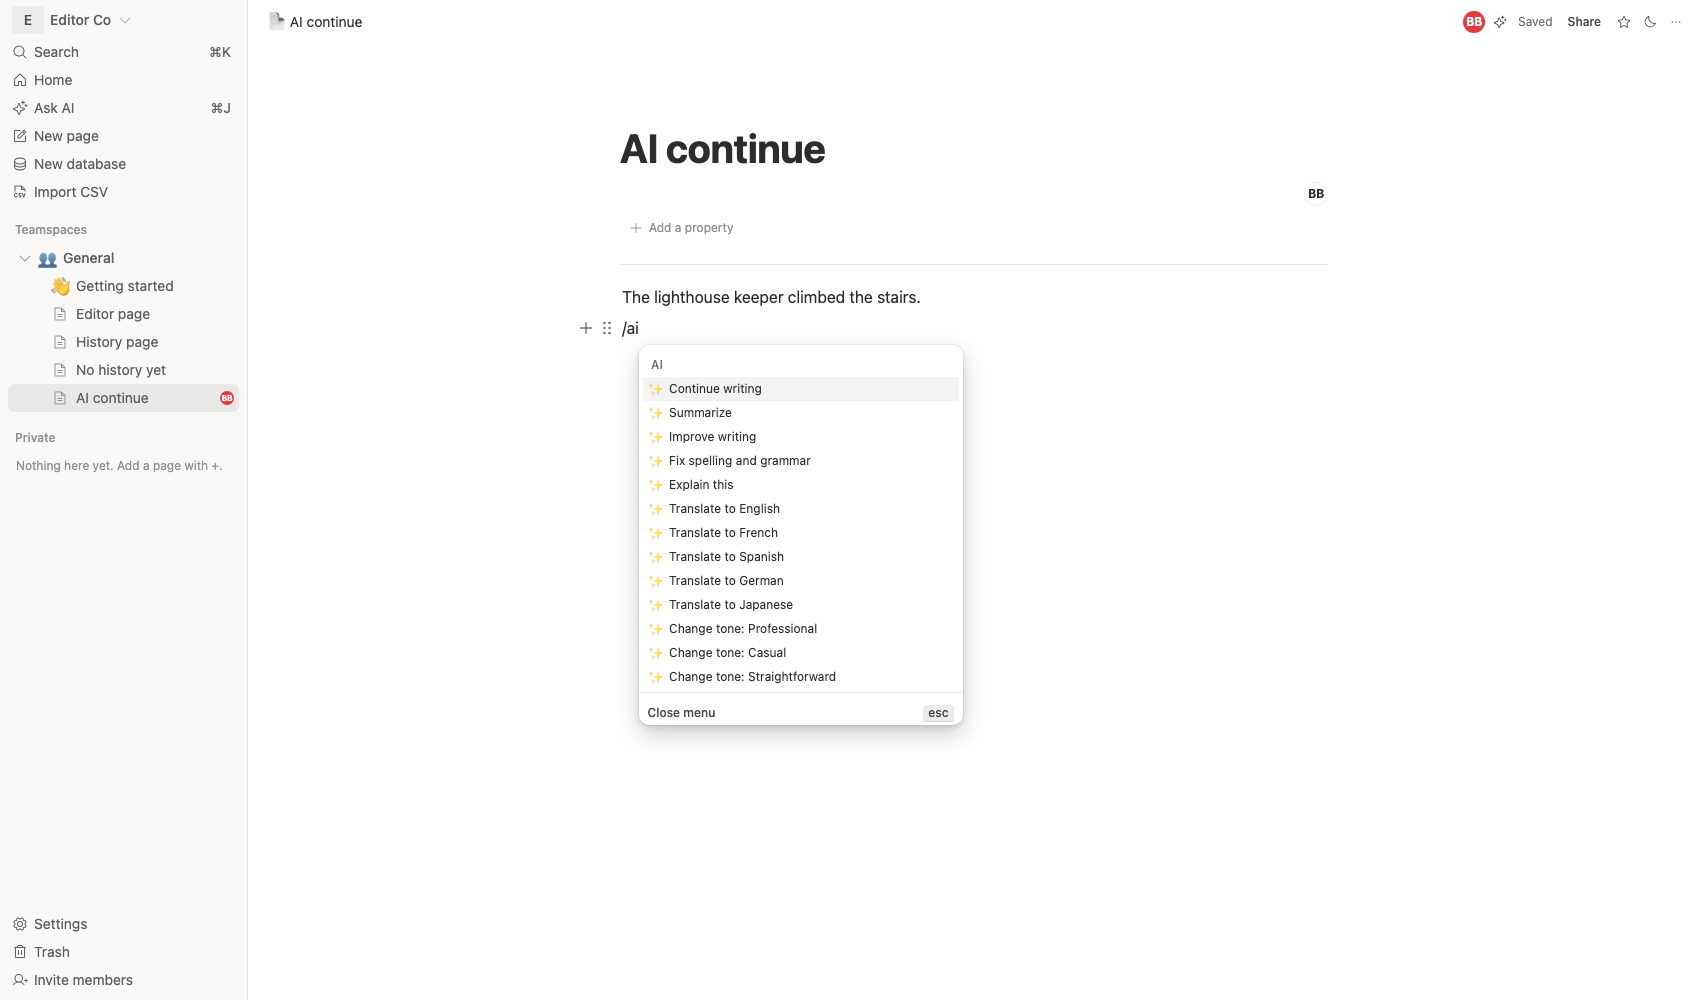 E Editor Co
Search ⌘K
Home
Ask AI ⌘J
New page
New database
Import CSV
Teamspaces
General
Getting started
Editor page
History page
No history yet
AI continue BB
Private
Nothing here yet. Add a page with +.
Settings
Trash
Invite members
AI continue
BB Saved Share
AI continue
BB
Add a property
The lighthouse keeper climbed the stairs.
/ai
AI
Continue writing
Summarize
Improve writing
Fix spelling and grammar
Explain this
Translate to English
Translate to French
Translate to Spanish
Translate to German
Translate to Japanese
Change tone: Professional
Change tone: Casual
Change tone: Straightforward
Close menu esc